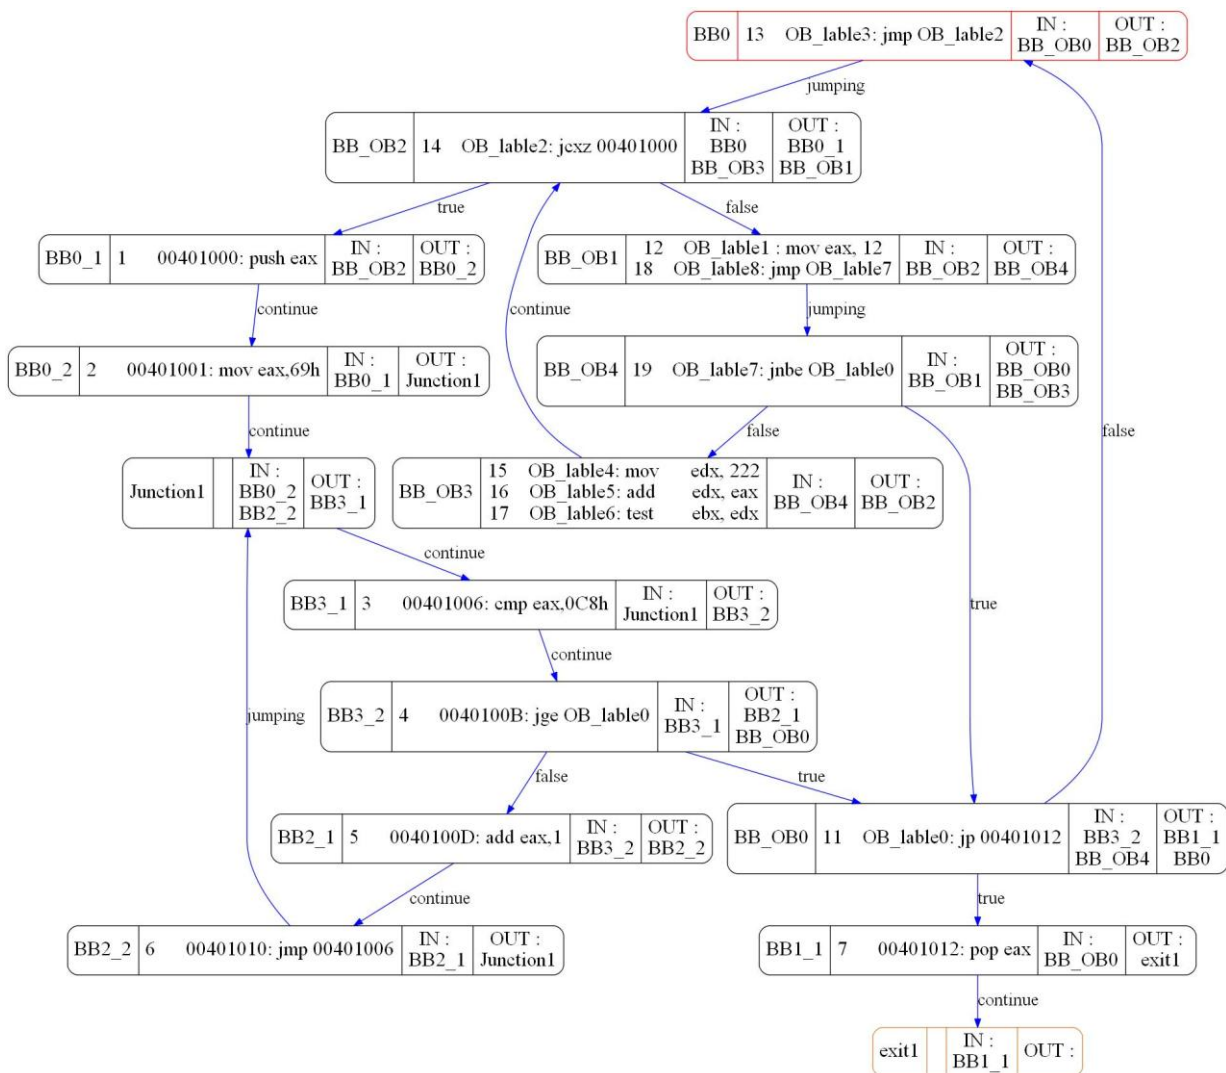 BB0 13 OB_lable3: jmp OB_lable2 IN : BB_OB0 OUT : BB_OB2
jumping
BB_OB2 14 OB_lable2: jcxz 00401000 IN : BB0 BB_OB3 OUT : BB0_1 BB_OB1
true
false
BB0_1 1 00401000: push eax IN : BB_OB2 OUT : BB0_2
BB_OB1 12 OB_lable1 : mov eax, 12
18 OB_lable8: jmp OB_lable7 IN : BB_OB2 OUT : BB_OB4
continue
continue
jumping
BB0_2 2 00401001: mov eax,69h IN : BB0_1 OUT : Junction1
BB_OB4 19 OB_lable7: jnbe OB_lable0 IN : BB_OB1 OUT : BB_OB0 BB_OB3
false
continue
false
Junction1 IN : BB0_2 BB2_2 OUT : BB3_1
BB_OB3 15 OB_lable4: mov edx, 222
16 OB_lable5: add edx, eax
17 OB_lable6: test ebx, edx IN : BB_OB4 OUT : BB_OB2
continue
BB3_1 3 00401006: cmp eax,0C8h IN : Junction1 OUT : BB3_2
true
continue
BB3_2 4 0040100B: jge OB_lable0 IN : BB3_1 OUT : BB2_1 BB_OB0
jumping
false
true
BB2_1 5 0040100D: add eax,1 IN : BB3_2 OUT : BB2_2
BB_OB0 11 OB_lable0: jp 00401012 IN : BB3_2 BB_OB4 OUT : BB1_1 BB0
continue
true
BB2_2 6 00401010: jmp 00401006 IN : BB2_1 OUT : Junction1
BB1_1 7 00401012: pop eax IN : BB_OB0 OUT : exit1
continue
exit1 IN : BB1_1 OUT :